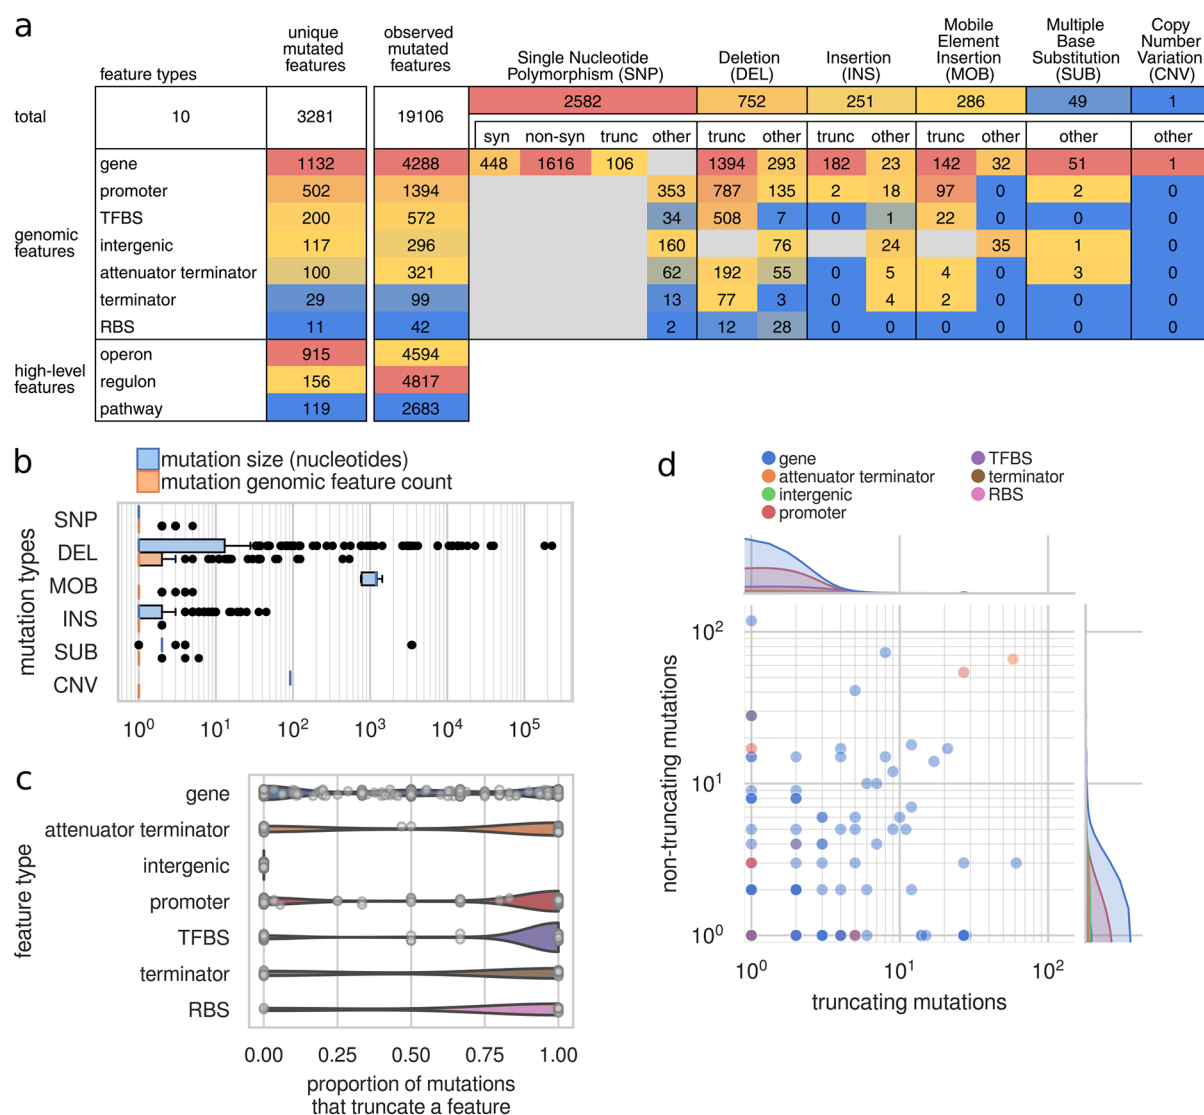 a
feature types
unique
mutated
features
observed
mutated
features
Single Nucleotide
Polymorphism (SNP)
Deletion
(DEL)
Insertion
(INS)
Mobile
Element
Insertion
(MOB)
Multiple
Base
Substitution
(SUB)
Copy
Number
Variation
(CNV)
total 10 3281 19106 2582 752 251 286 49 1
syn non-syn trunc other trunc other trunc other trunc other other other
genomic
features
gene 1132 4288 448 1616 106 1394 293 182 23 142 32 51 1
promoter 502 1394 353 787 135 2 18 97 0 2 0
TFBS 200 572 34 508 7 0 1 22 0 0 0
intergenic 117 296 160 76 24 35 1 0
attenuator terminator 100 321 62 192 55 0 5 4 0 3 0
terminator 29 99 13 77 3 0 4 2 0 0 0
RBS 11 42 2 12 28 0 0 0 0 0 0
high-level
features
operon 915 4594
regulon 156 4817
pathway 119 2683
b
mutation size (nucleotides)
mutation genomic feature count
mutation types
SNP
DEL
MOB
INS
SUB
CNV
10⁰ 10¹ 10² 10³ 10⁴ 10⁵
c
feature type
gene
attenuator terminator
intergenic
promoter
TFBS
terminator
RBS
0.00 0.25 0.50 0.75 1.00
proportion of mutations
that truncate a feature
d
gene
attenuator terminator
intergenic
promoter
TFBS
terminator
RBS
non-truncating mutations
10²
10¹
10⁰
10⁰ 10¹ 10²
truncating mutations